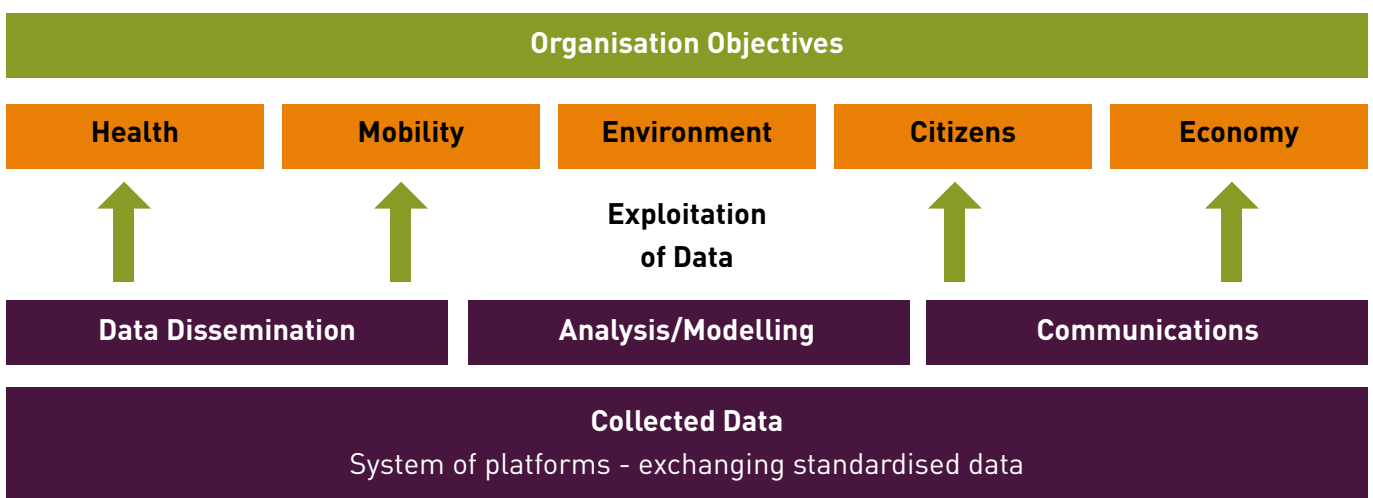 Organisation Objectives
Health
Mobility
Environment
Citizens
Economy
Exploitation
of Data
Data Dissemination
Analysis/Modelling
Communications
Collected Data
System of platforms - exchanging standardised data